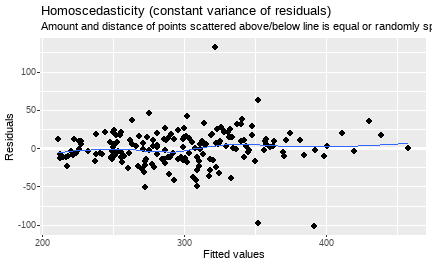 Homoscedasticity (constant variance of residuals)
Amount and distance of points scattered above/below line is equal or randomly sp
100
50
0
-50
-100
Residuals
200
300
400
Fitted values